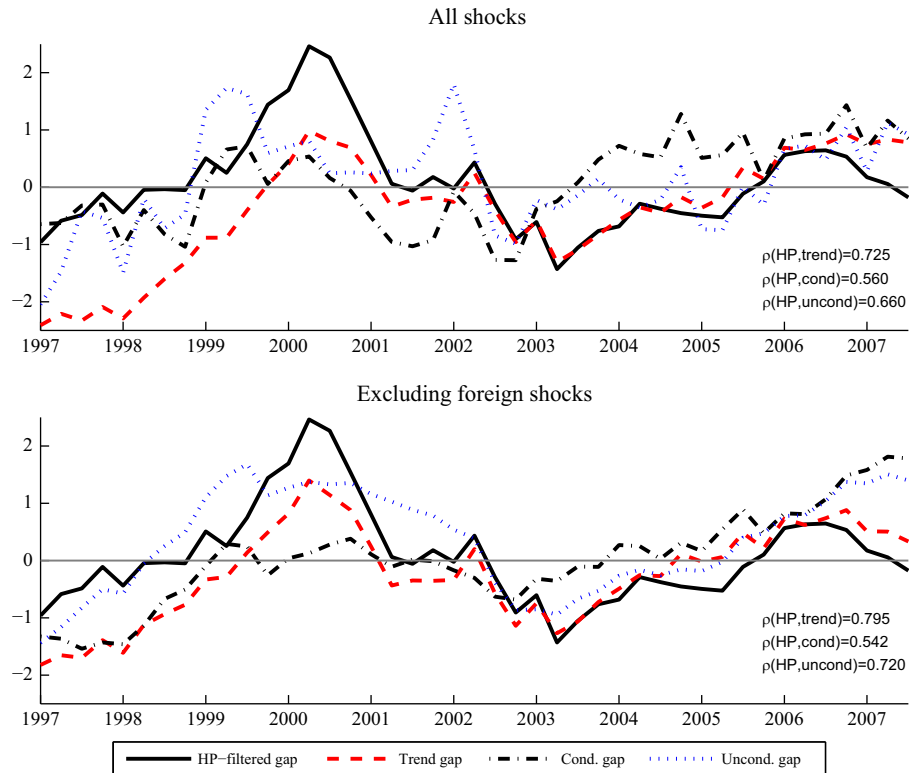 All shocks
2
1
0
−1
−2
ρ(HP,trend)=0.725
ρ(HP,cond)=0.560
ρ(HP,uncond)=0.660
1997 1998 1999 2000 2001 2002 2003 2004 2005 2006 2007
Excluding foreign shocks
2
1
0
−1
−2
ρ(HP,trend)=0.795
ρ(HP,cond)=0.542
ρ(HP,uncond)=0.720
1997 1998 1999 2000 2001 2002 2003 2004 2005 2006 2007
HP−filtered gap Trend gap Cond. gap Uncond. gap